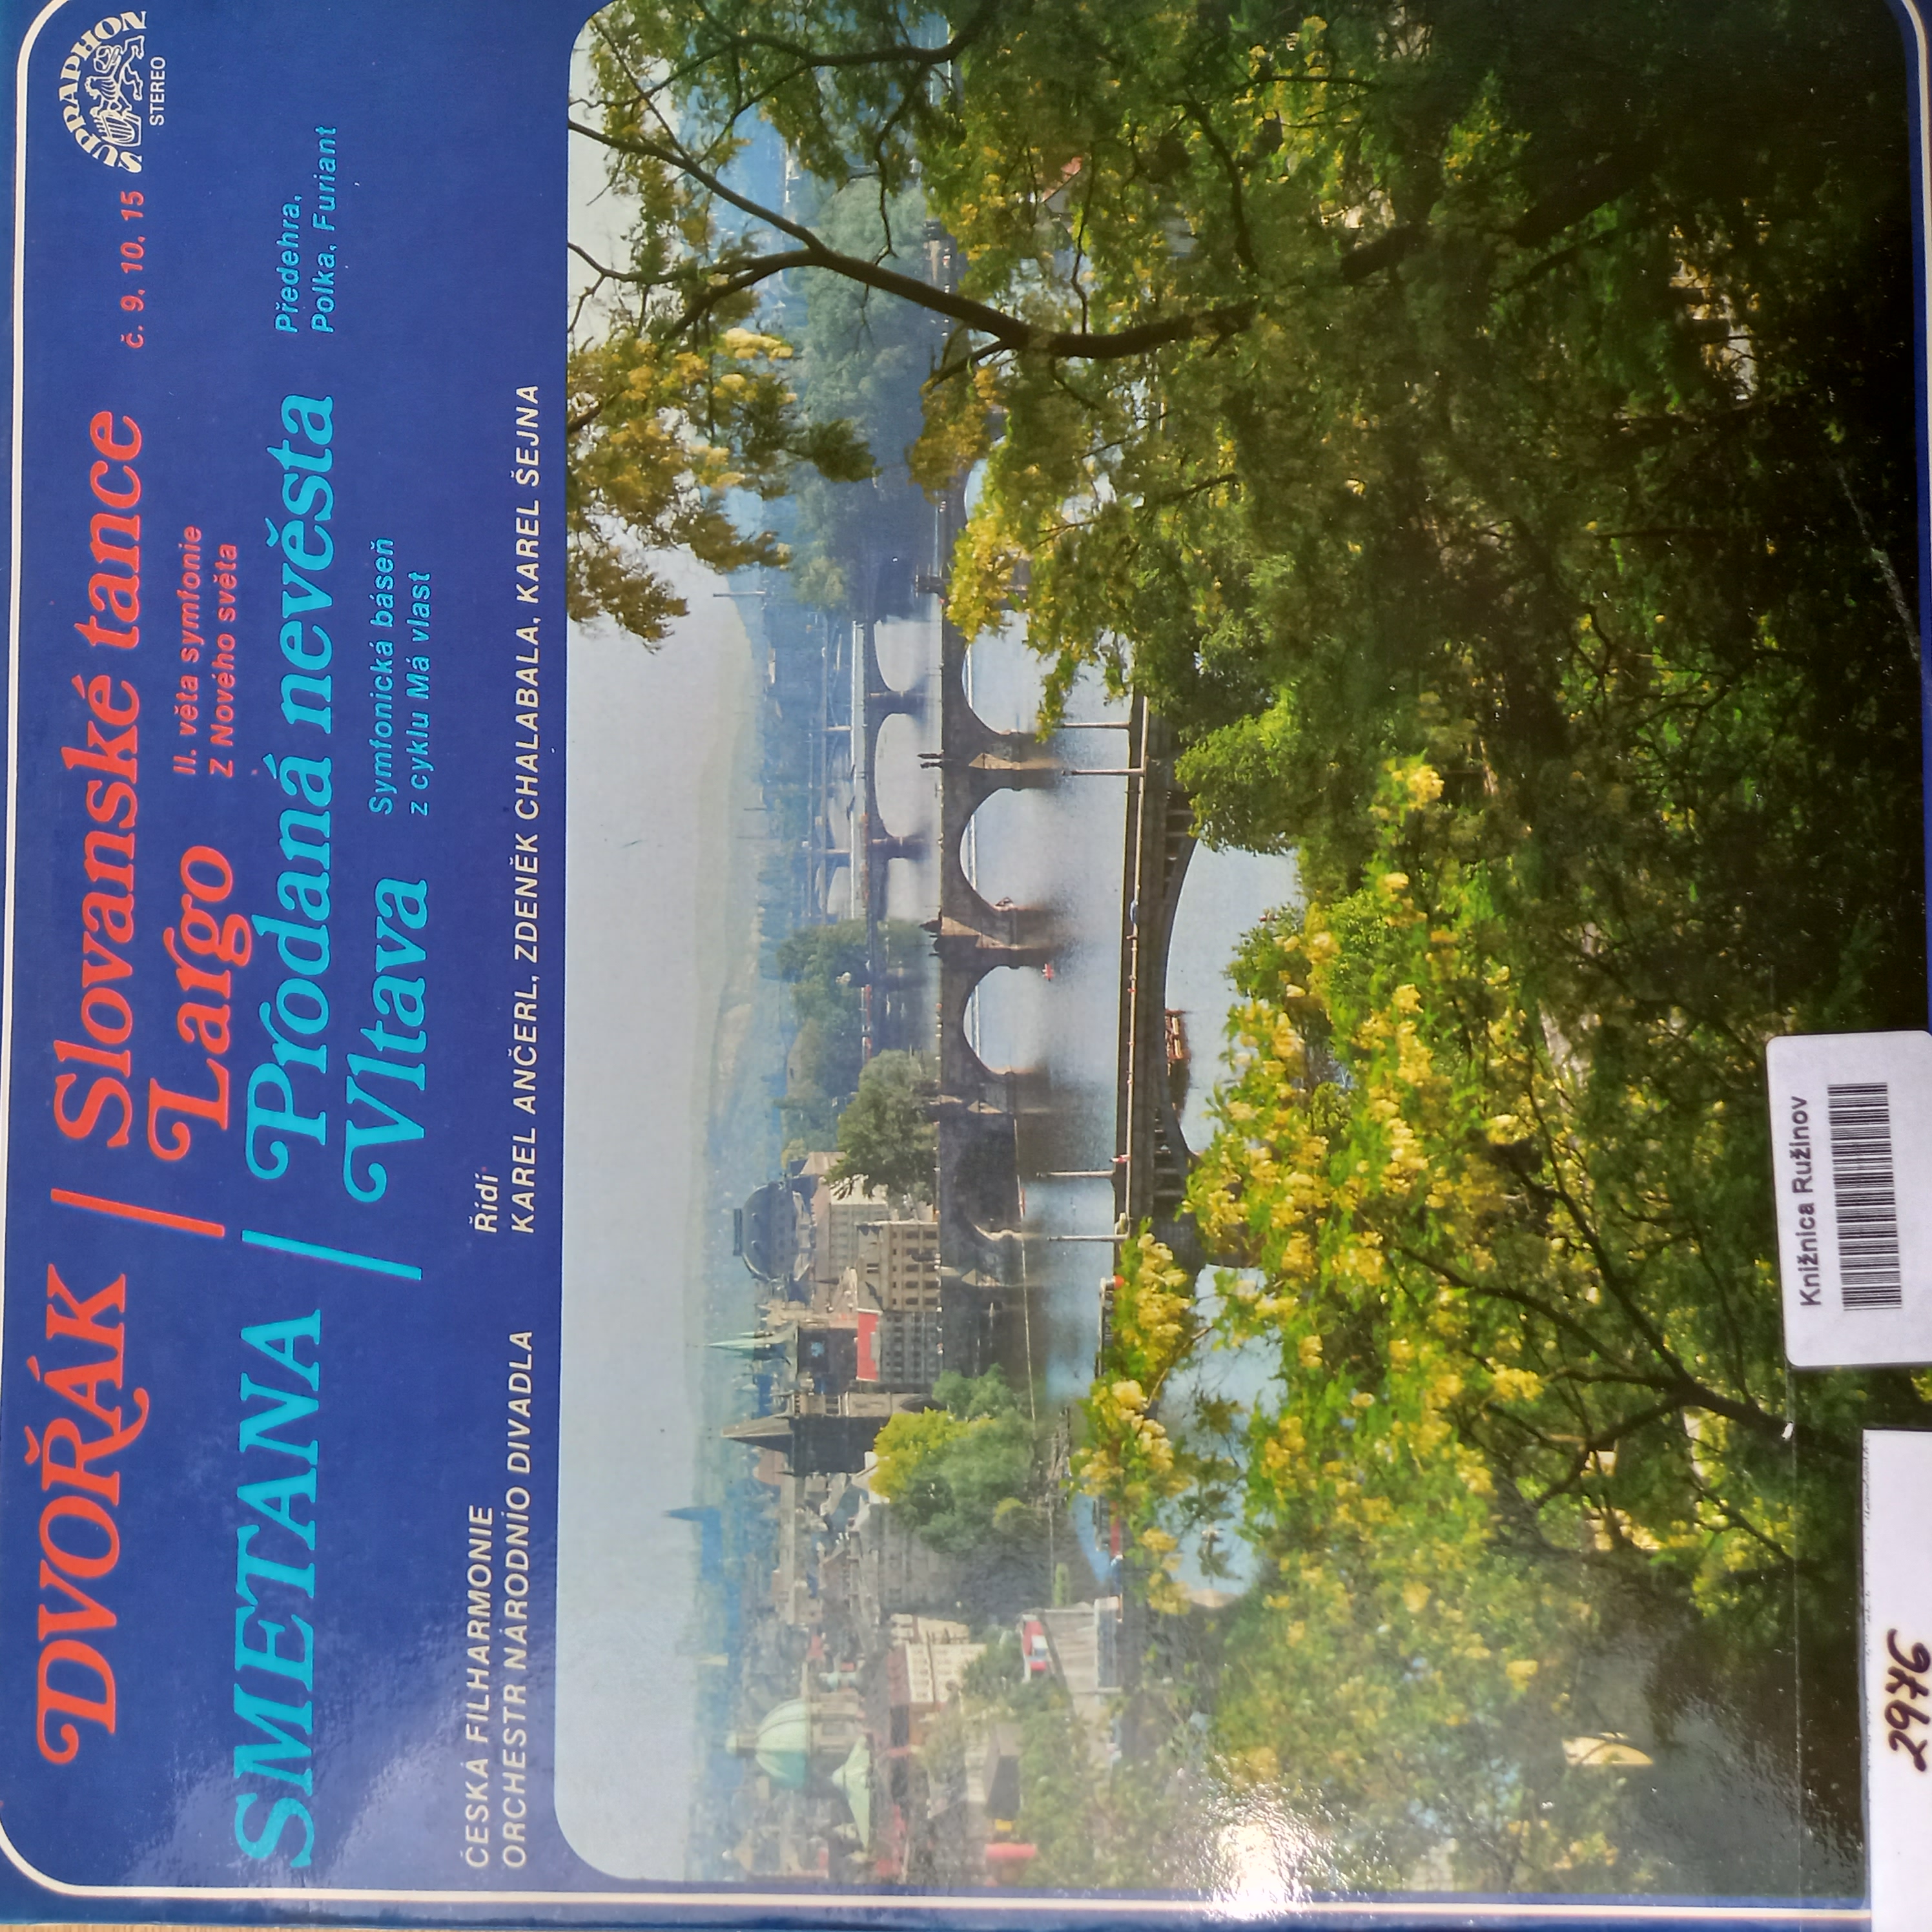 SUPRAPHON
STEREO
DVOŘÁK | Slovanské tance č. 9. 10. 15
Largo II. věta symfonie
Z Nového světa
SMETANA | Prodaná nevěsta Předehra,
Polka, Furiant
Vltava Symfonická báseň
z cyklu Má vlast
ČESKÁ FILHARMONIE
ORCHESTR NÁRODNÍO DIVADLA
Řídí
KAREL ANČERL, ZDENĚK CHALABALA, KAREL ŠEJNA
Knižnica Ružinov
2976